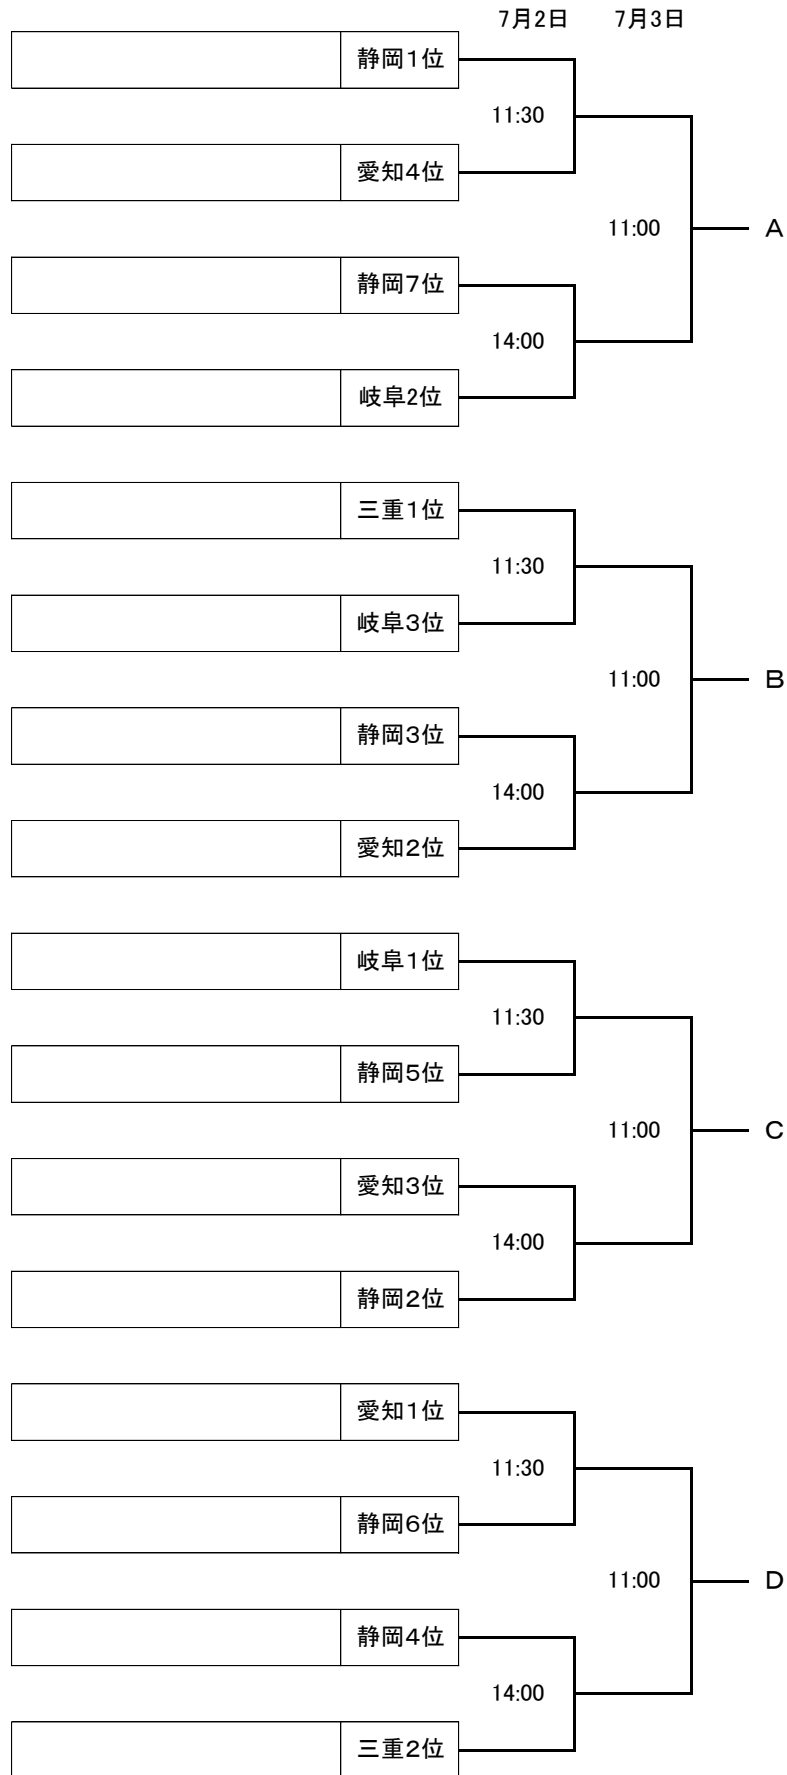 7月2日 7月3日
静岡1位
11:30
愛知4位
11:00 A
静岡7位
14:00
岐阜2位
三重1位
11:30
岐阜3位
11:00 B
静岡3位
14:00
愛知2位
岐阜1位
11:30
静岡5位
11:00 C
愛知3位
14:00
静岡2位
愛知1位
11:30
静岡6位
11:00 D
静岡4位
14:00
三重2位